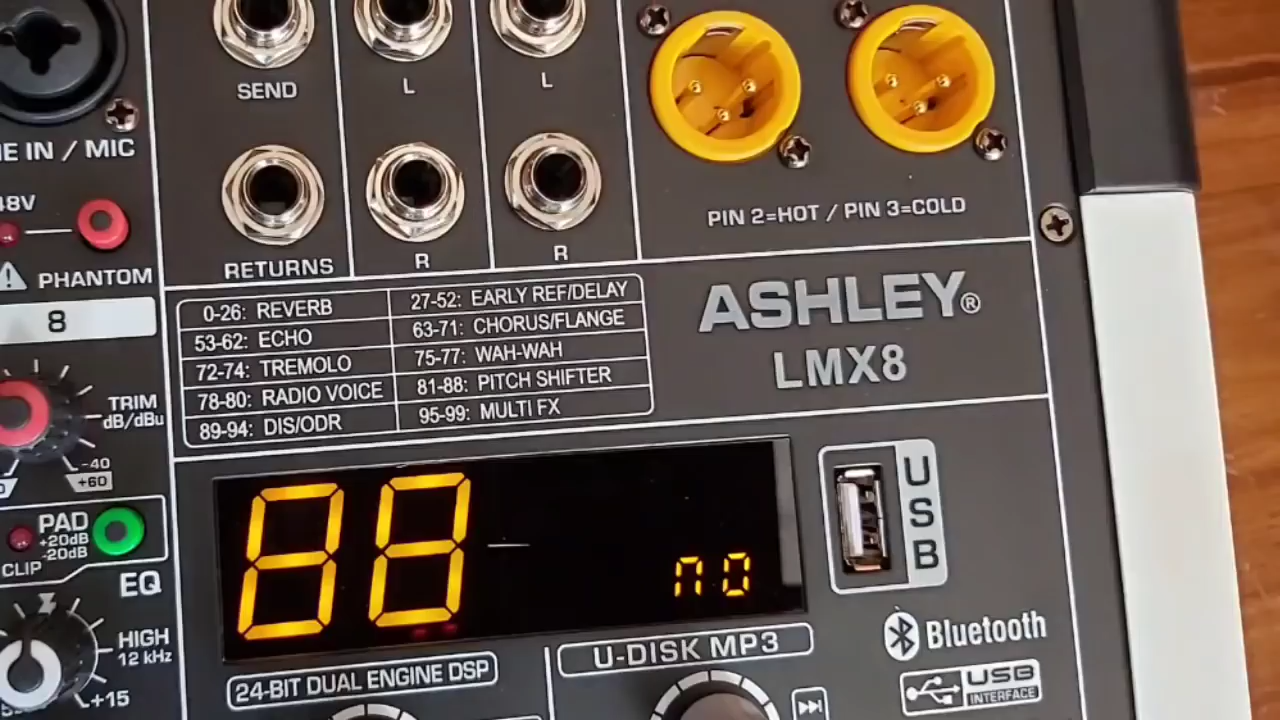 SEND
L
L
RETURNS
R
R
PIN 2=HOT / PIN 3=COLD
IN / MIC
48V
PHANTOM
8
TRIM
dB/dBu
-40
+60
PAD
+20dB
-20dB
CLIP
EQ
HIGH
12 kHz
+15
0-26: REVERB
27-52: EARLY REF/DELAY
53-62: ECHO
63-71: CHORUS/FLANGE
72-74: TREMOLO
75-77: WAH-WAH
78-80: RADIO VOICE
81-88: PITCH SHIFTER
89-94: DIS/ODR
95-99: MULTI FX
ASHLEY®
LMX8
88
no
USB
24-BIT DUAL ENGINE DSP
U-DISK MP3
Bluetooth
USB
INTERFACE